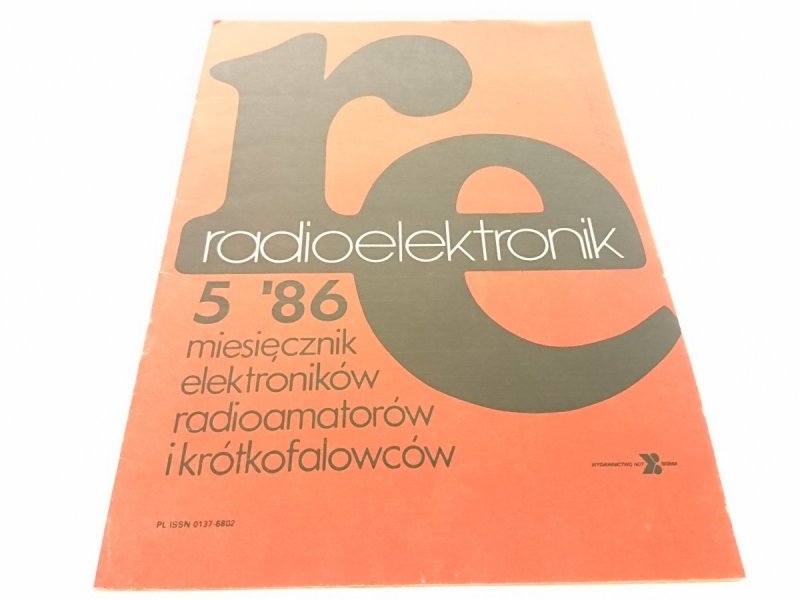 re
radioelektronik
5 '86
miesięcznik
elektroników
radioamatorów
i krótkofalowców
WYDAWNICTWO NOT SIGMA
PL ISSN 0137-6802